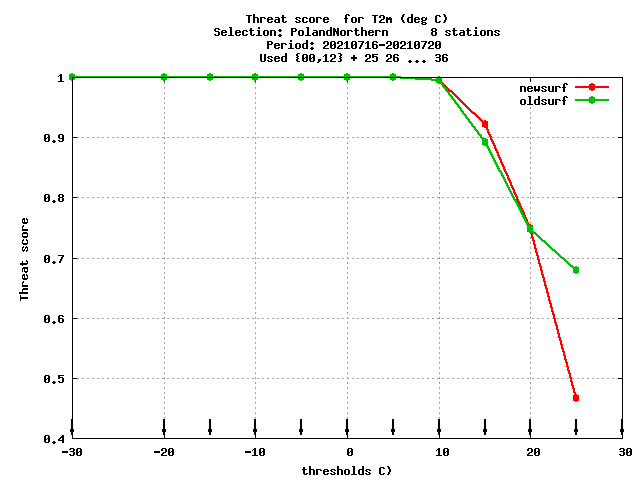 Threat score  for T2m (deg C)
Selection: PolandNorthern      8 stations
Period: 20210716-20210720
Used {00,12} + 25 26 ... 36
newsurf
oldsurf
1
0.9
0.8
0.7
0.6
0.5
0.4
Threat score
-30 -20 -10 0 10 20 30
thresholds C)